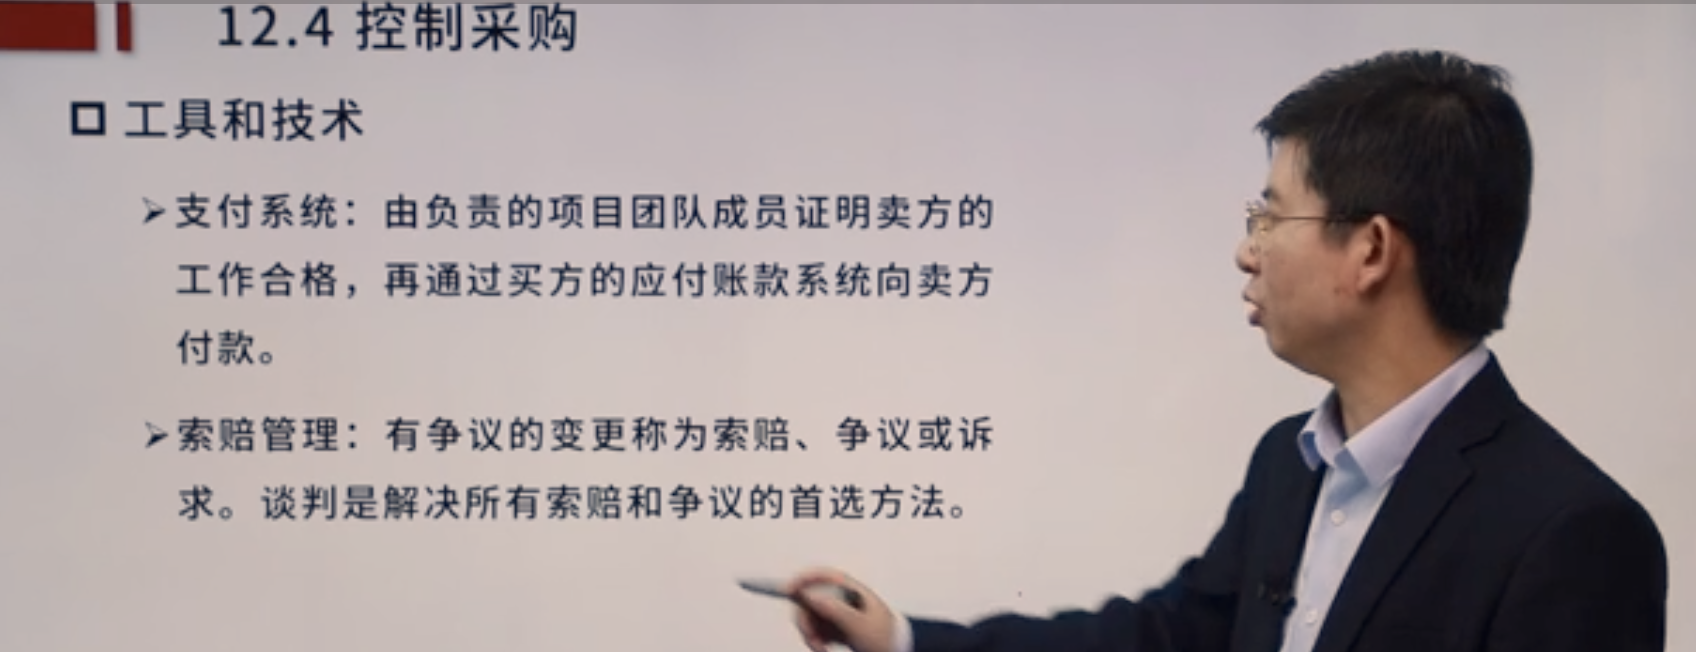 12.4 控制采购
工具和技术
支付系统：由负责的项目团队成员证明卖方的
工作合格，再通过买方的应付账款系统向卖方
付款。
索赔管理：有争议的变更称为索赔、争议或诉
求。谈判是解决所有索赔和争议的首选方法。